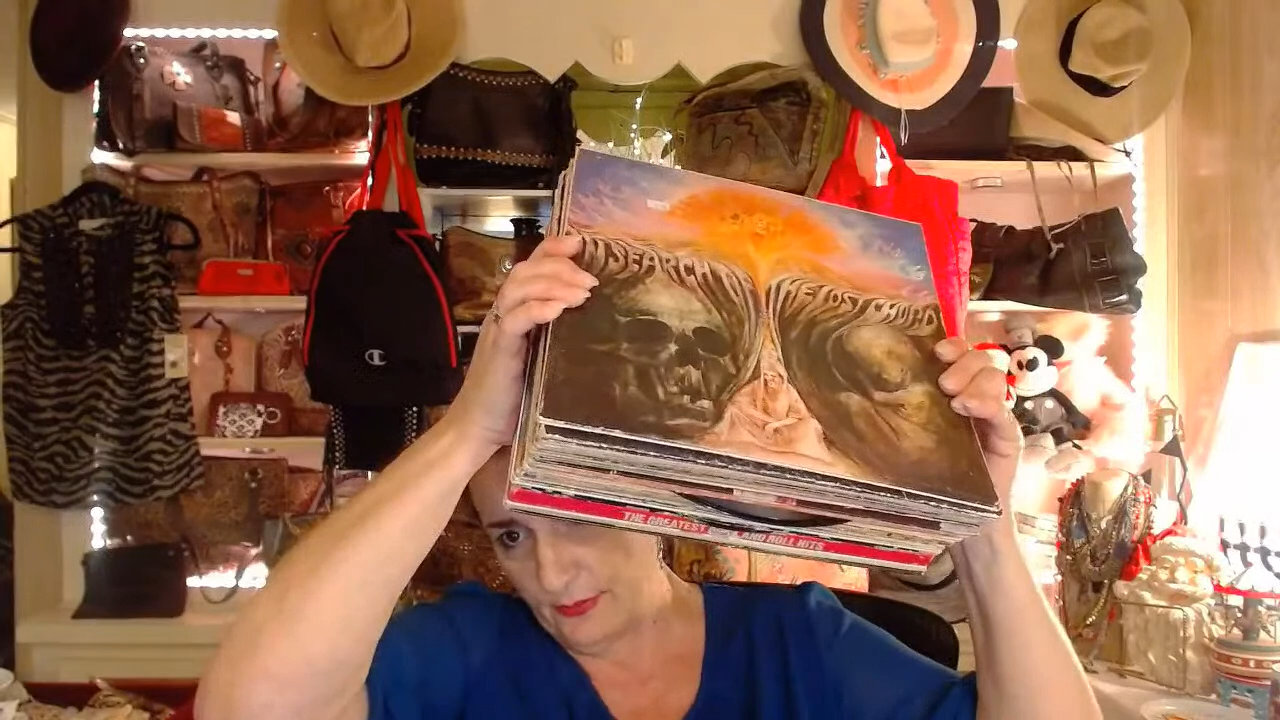 IN SEARCH OF
THE LOST CHORD
THE GREATEST AND ROLL HITS
C